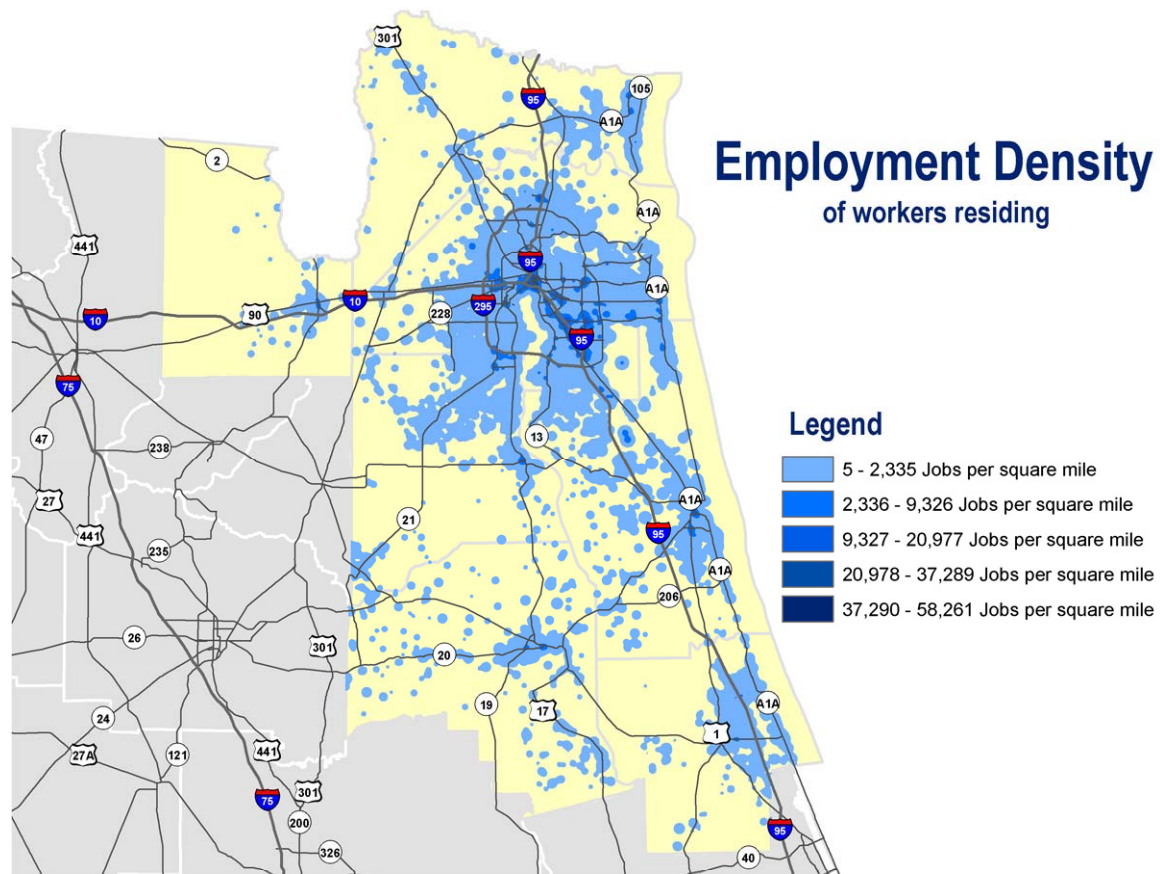 Employment Density
of workers residing
Legend
5 - 2,335 Jobs per square mile
2,336 - 9,326 Jobs per square mile
9,327 - 20,977 Jobs per square mile
20,978 - 37,289 Jobs per square mile
37,290 - 58,261 Jobs per square mile
301
95
105
A1A
2
A1A
441
95
A1A
10
90
10
295
228
95
75
47
238
13
27
441
21
A1A
95
235
A1A
206
26
301
20
19
17
24
A1A
1
27A
121
441
301
75
200
95
326
40